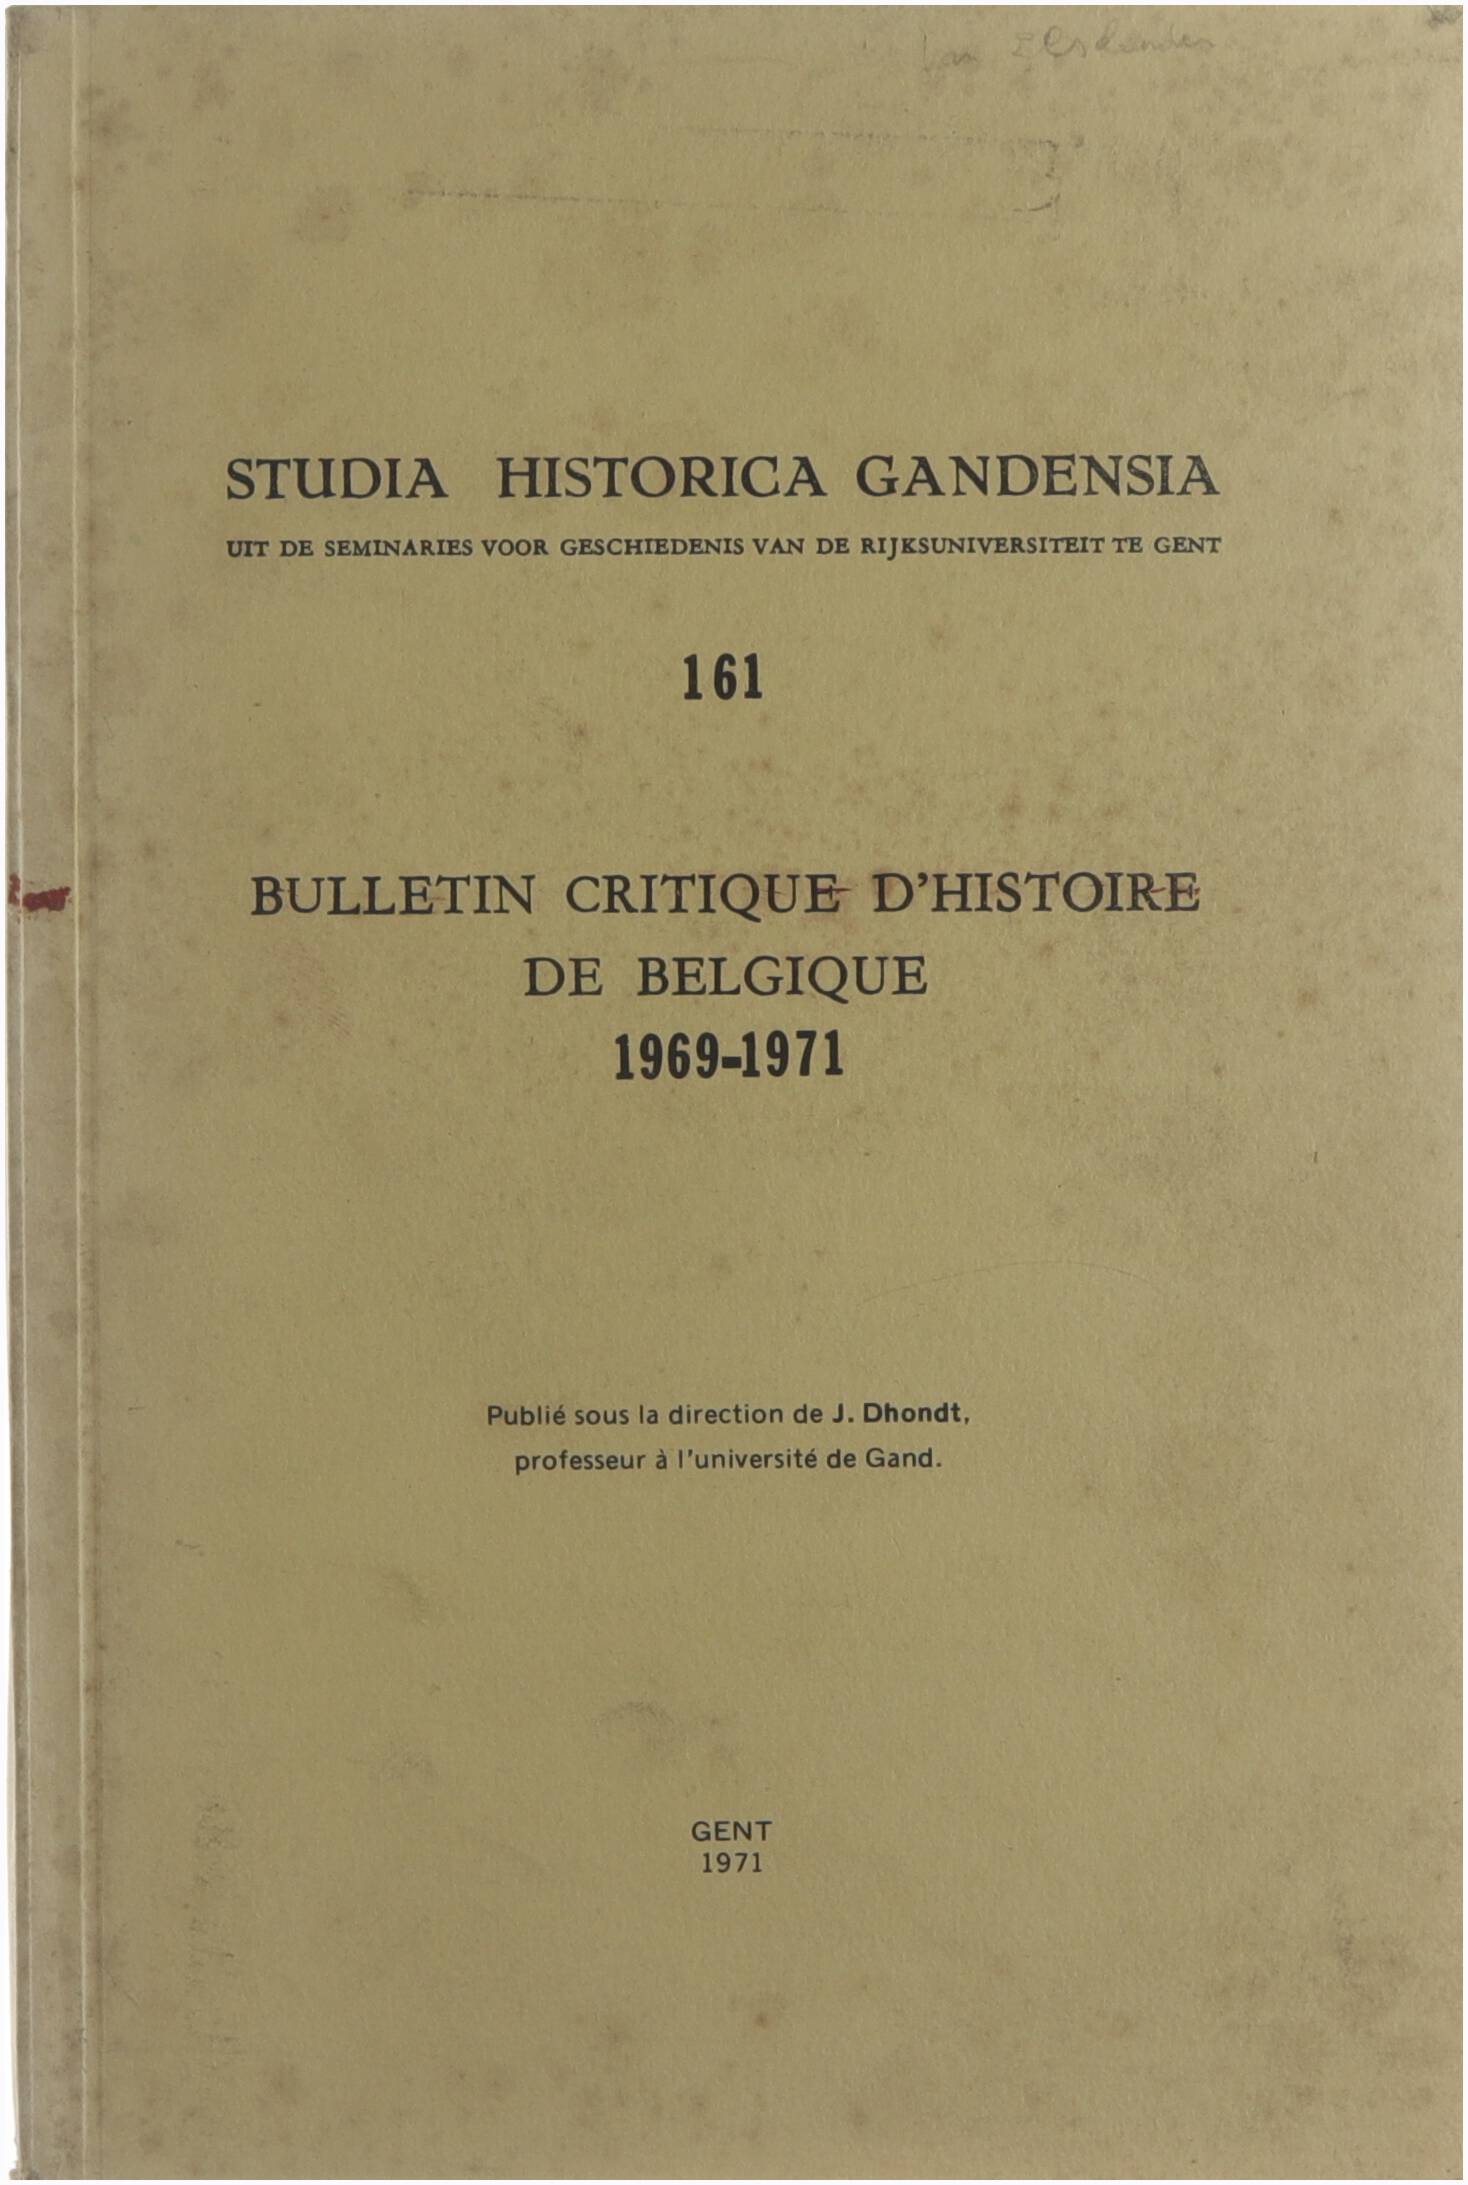 STUDIA HISTORICA GANDENSIA
UIT DE SEMINARIES VOOR GESCHIEDENIS VAN DE RIJKSUNIVERSITEIT TE GENT
161
BULLETIN CRITIQUE D'HISTOIRE
DE BELGIQUE
1969-1971
Publié sous la direction de J. Dhondt,
professeur à l'université de Gand.
GENT
1971